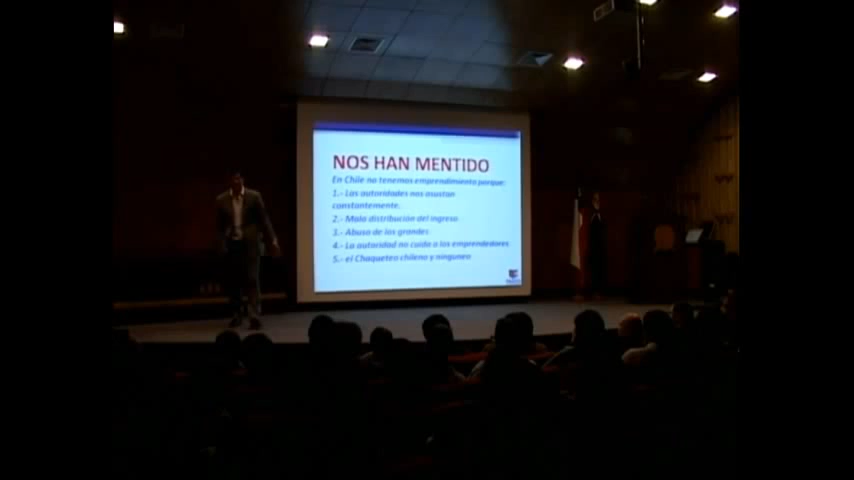 NOS HAN MENTIDO
En Chile no tenemos emprendimiento porque:
1.- Las autoridades nos asustan
constantemente.
2.- Mala distribución del ingreso
3.- Abuso de los grandes
4.- La autoridad no cuida a los emprendedores
5.- el Chaqueteo chileno y ninguneo